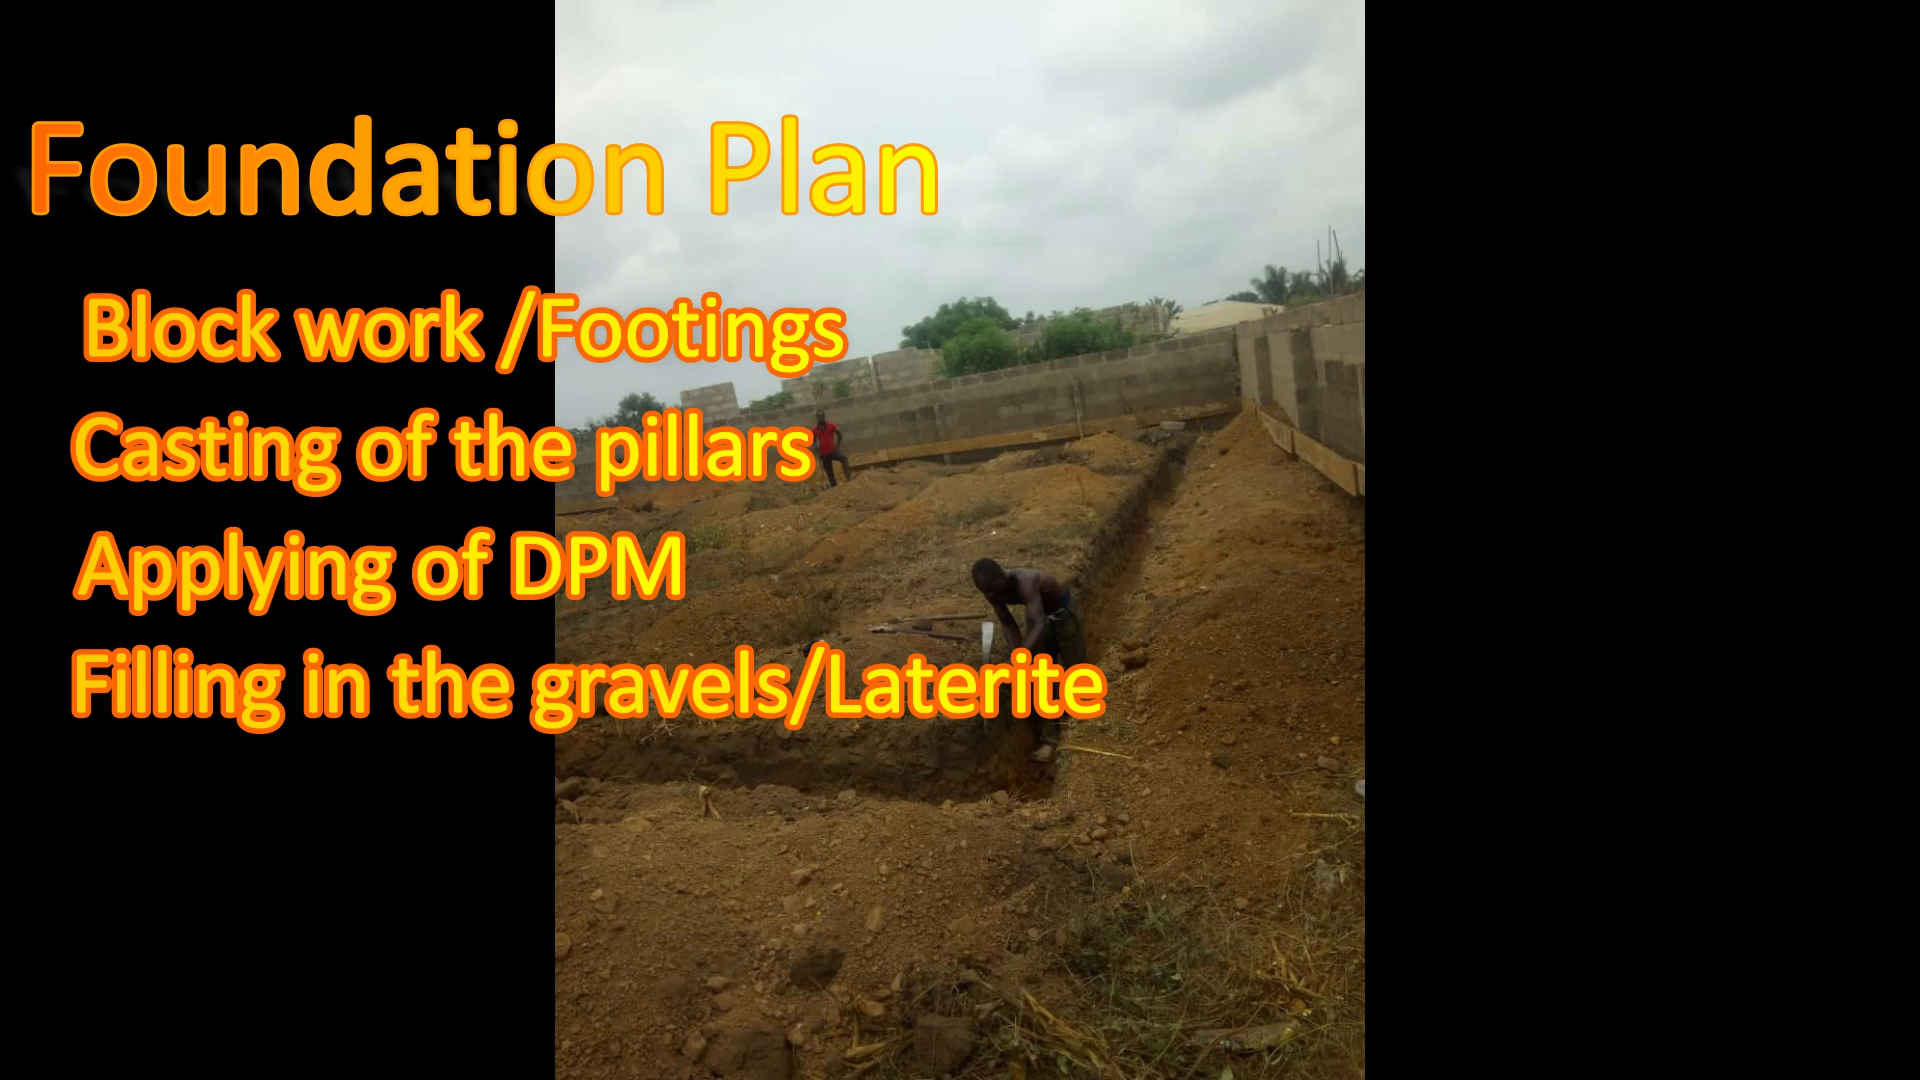 Foundation Plan
Block work /Footings
Casting of the pillars
Applying of DPM
Filling in the gravels/Laterite